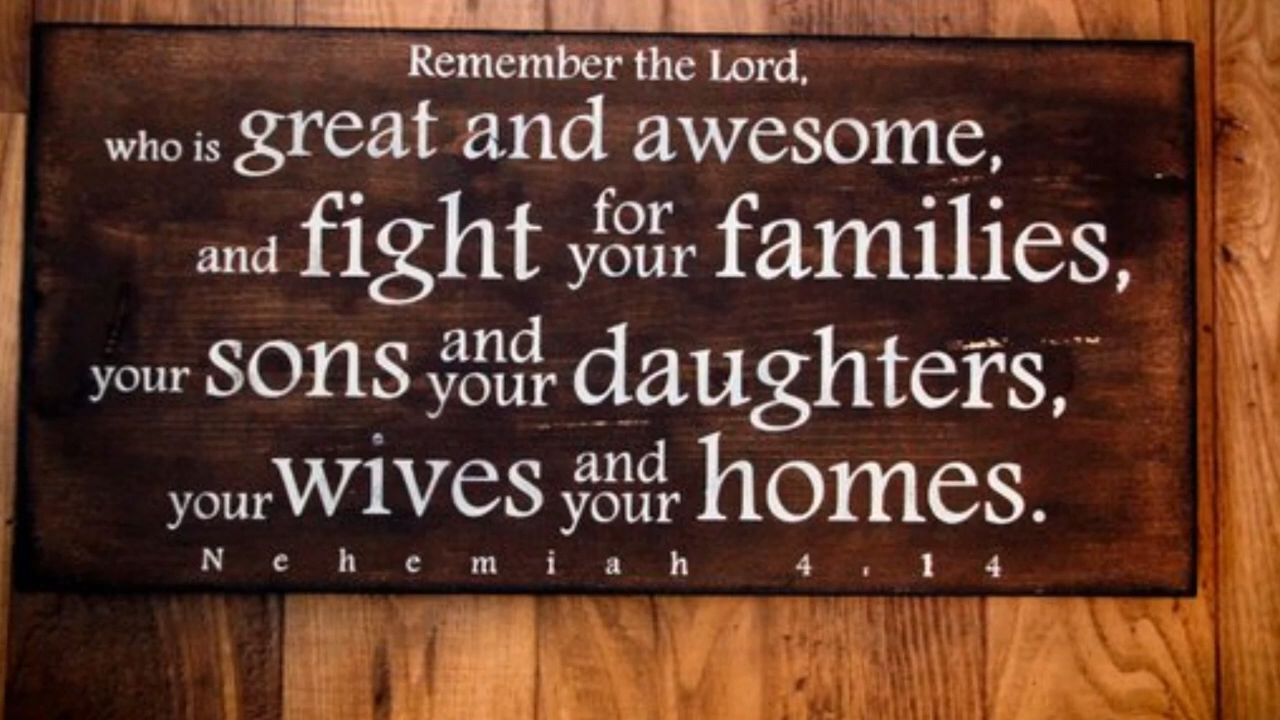 Remember the Lord,
who is great and awesome,
and fight for your families,
your sons and your daughters,
your wives and your homes.
Nehemiah 4.14